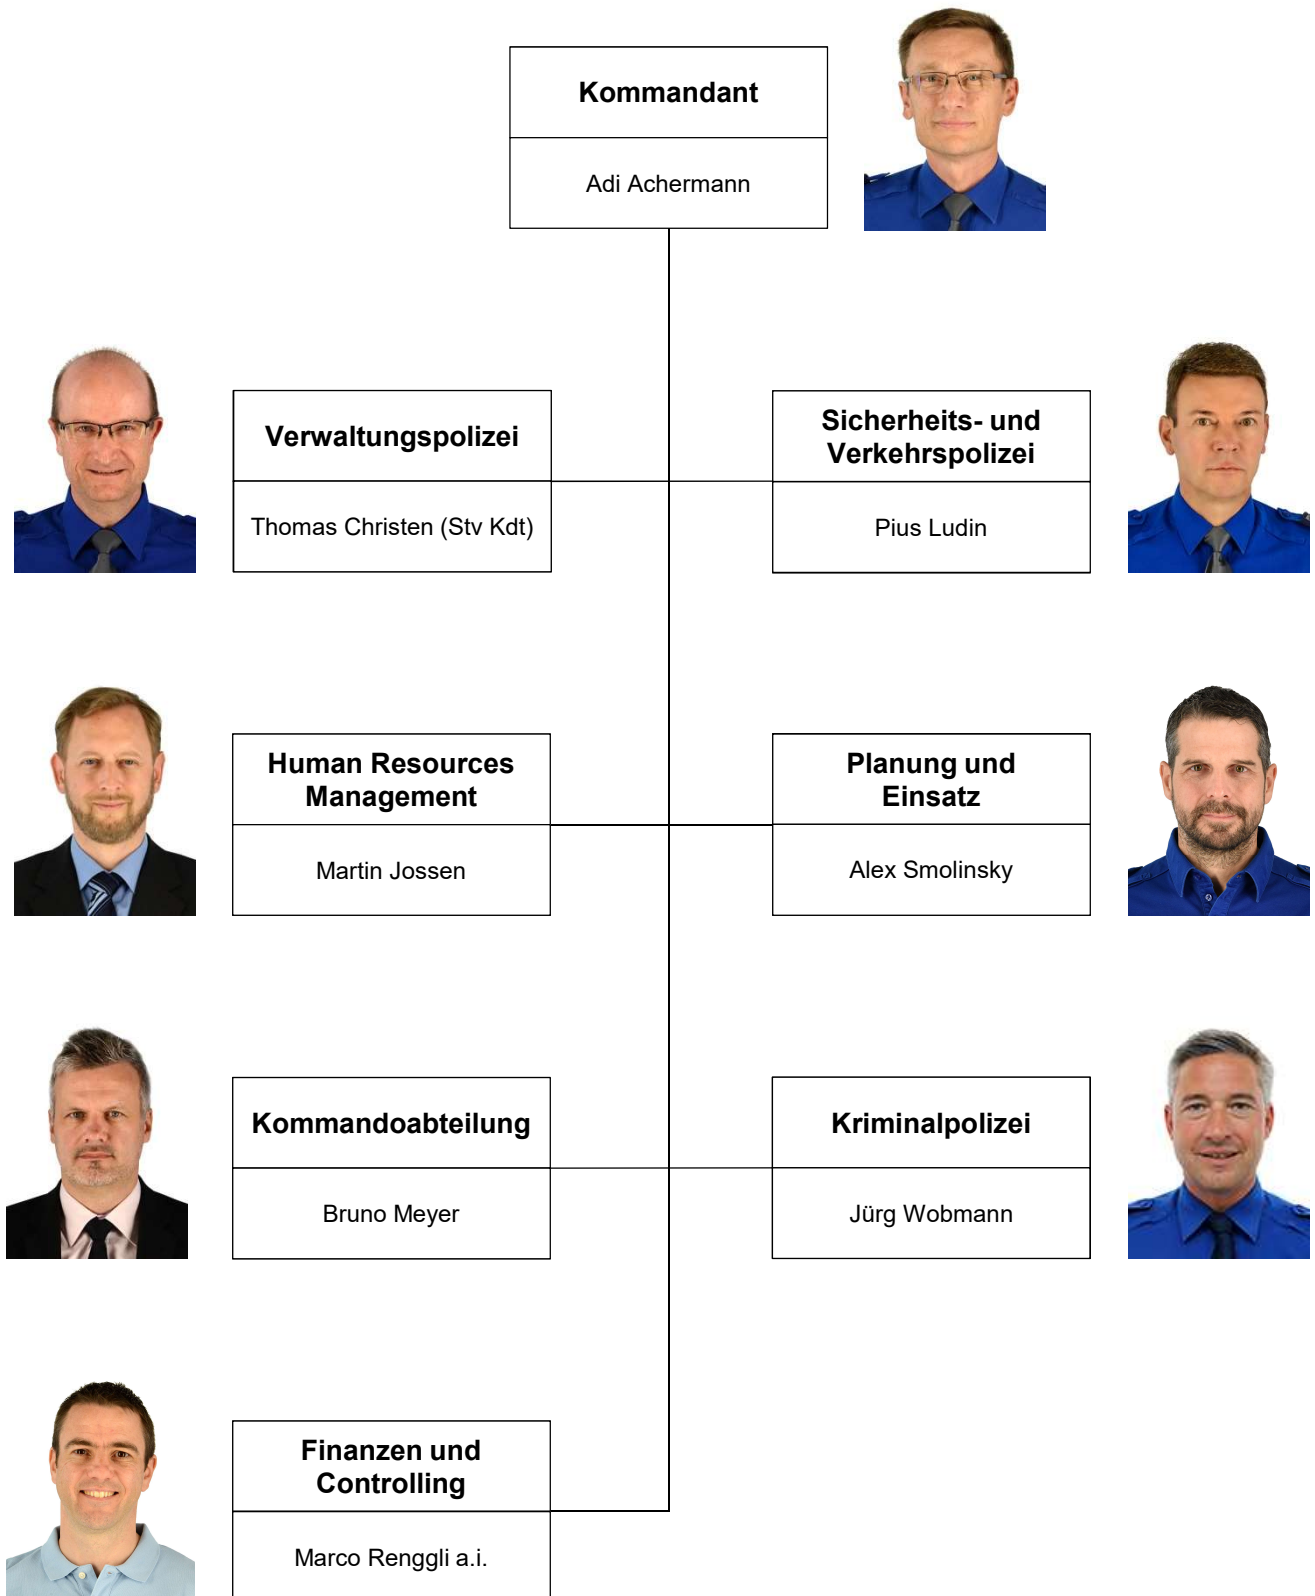 Kommandant
Adi Achermann
Verwaltungspolizei
Thomas Christen (Stv Kdt)
Sicherheits- und
Verkehrspolizei
Pius Ludin
Human Resources
Management
Martin Jossen
Planung und
Einsatz
Alex Smolinsky
Kommandoabteilung
Bruno Meyer
Kriminalpolizei
Jürg Wobmann
Finanzen und
Controlling
Marco Renggli a.i.